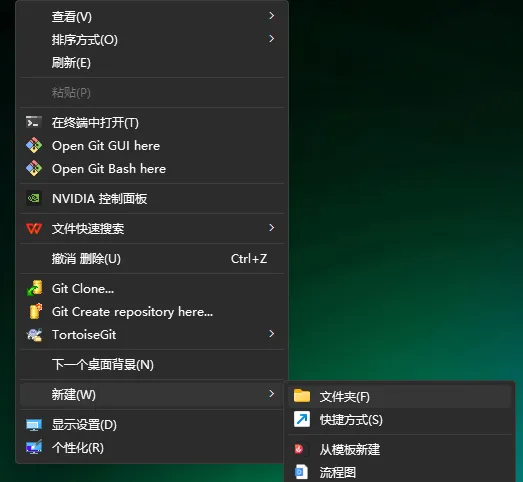 查看(V)
排序方式(O)
刷新(E)
粘贴(P)
在终端中打开(T)
Open Git GUI here
Open Git Bash here
NVIDIA 控制面板
文件快速搜索
撤消 删除(U) Ctrl+Z
Git Clone...
Git Create repository here...
TortoiseGit
下一个桌面背景(N)
新建(W)
显示设置(D)
个性化(R)
文件夹(F)
快捷方式(S)
从模板新建
流程图